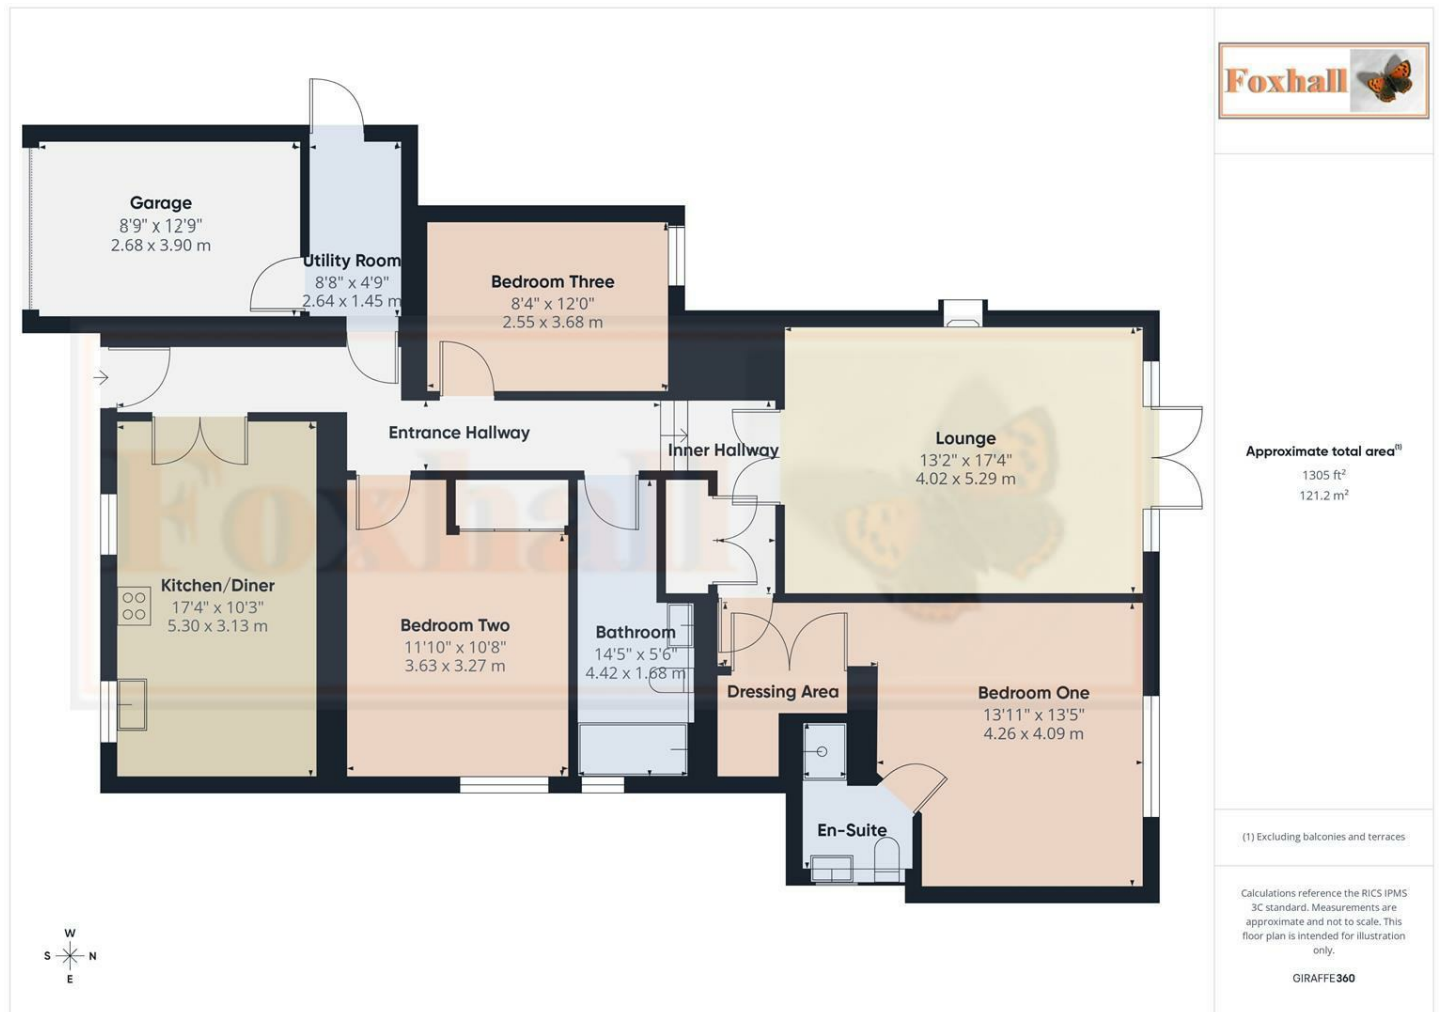 Foxhall
Garage
8'9" x 12'9"
2.68 x 3.90 m
Utility Room
8'8" x 4'9"
2.64 x 1.45 m
Bedroom Three
8'4" x 12'0"
2.55 x 3.68 m
Entrance Hallway
Inner Hallway
Lounge
13'2" x 17'4"
4.02 x 5.29 m
Foxhall
Kitchen/Diner
17'4" x 10'3"
5.30 x 3.13 m
Bedroom Two
11'10" x 10'8"
3.63 x 3.27 m
Bathroom
14'5" x 5'6"
4.42 x 1.68 m
Dressing Area
Bedroom One
13'11" x 13'5"
4.26 x 4.09 m
En-Suite
W
S N
E
Approximate total area(1)
1305 ft²
121.2 m²
(1) Excluding balconies and terraces
Calculations reference the RICS IPMS
3C standard. Measurements are
approximate and not to scale. This
floor plan is intended for illustration
only.
GIRAFFE360